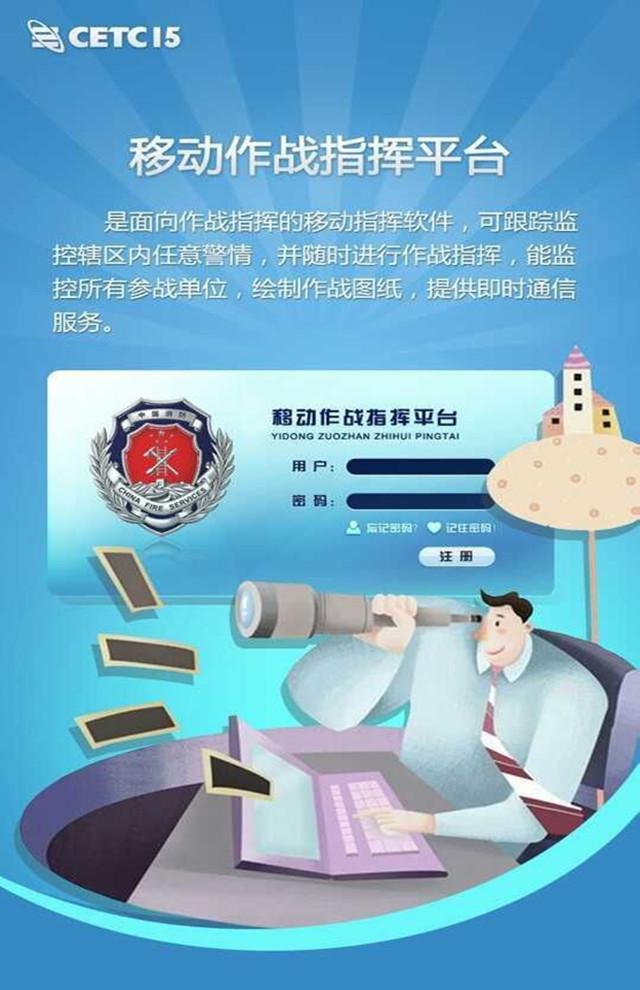 CETC15
移动作战指挥平台
是面向作战指挥的移动指挥软件，可跟踪监
控辖区内任意警情，并随时进行作战指挥，能监
控所有参战单位，绘制作战图纸，提供即时通信
服务。
中国消防
CHINA FIRE SERVICES
移动作战指挥平台
YIDONG ZUOZHAN ZHIHUI PINGTAI
用户：
密码：
忘记密码? 记住密码!
注册